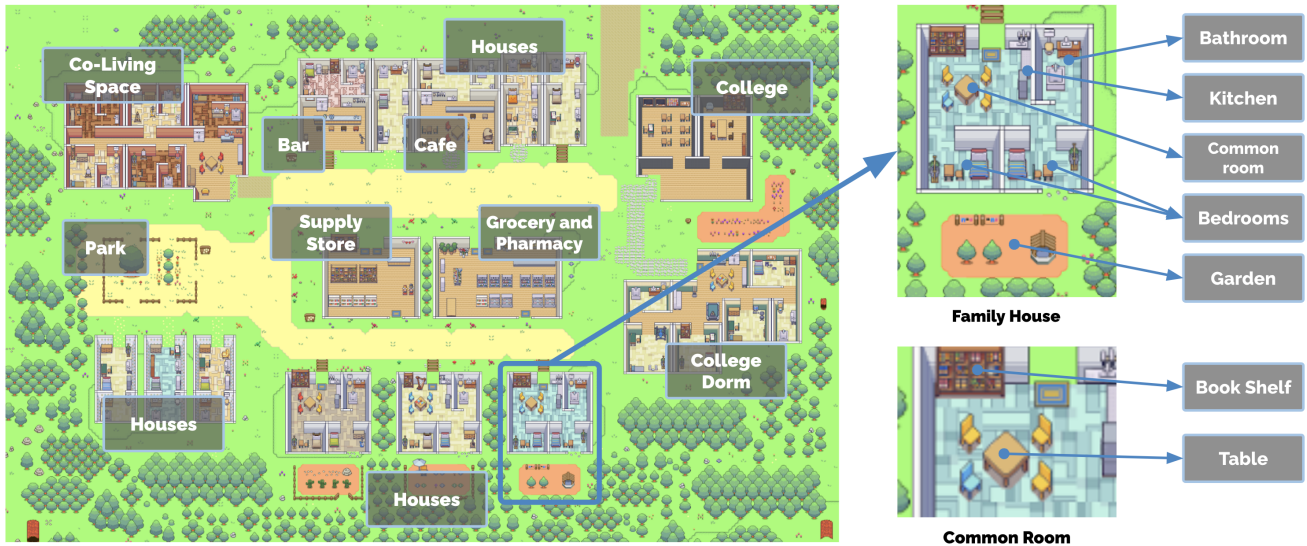 Co-Living
Space
Houses
College
Bar
Cafe
Park
Supply
Store
Grocery and
Pharmacy
Houses
College
Dorm
Houses
Bathroom
Kitchen
Common
room
Bedrooms
Garden
Family House
Book Shelf
Table
Common Room